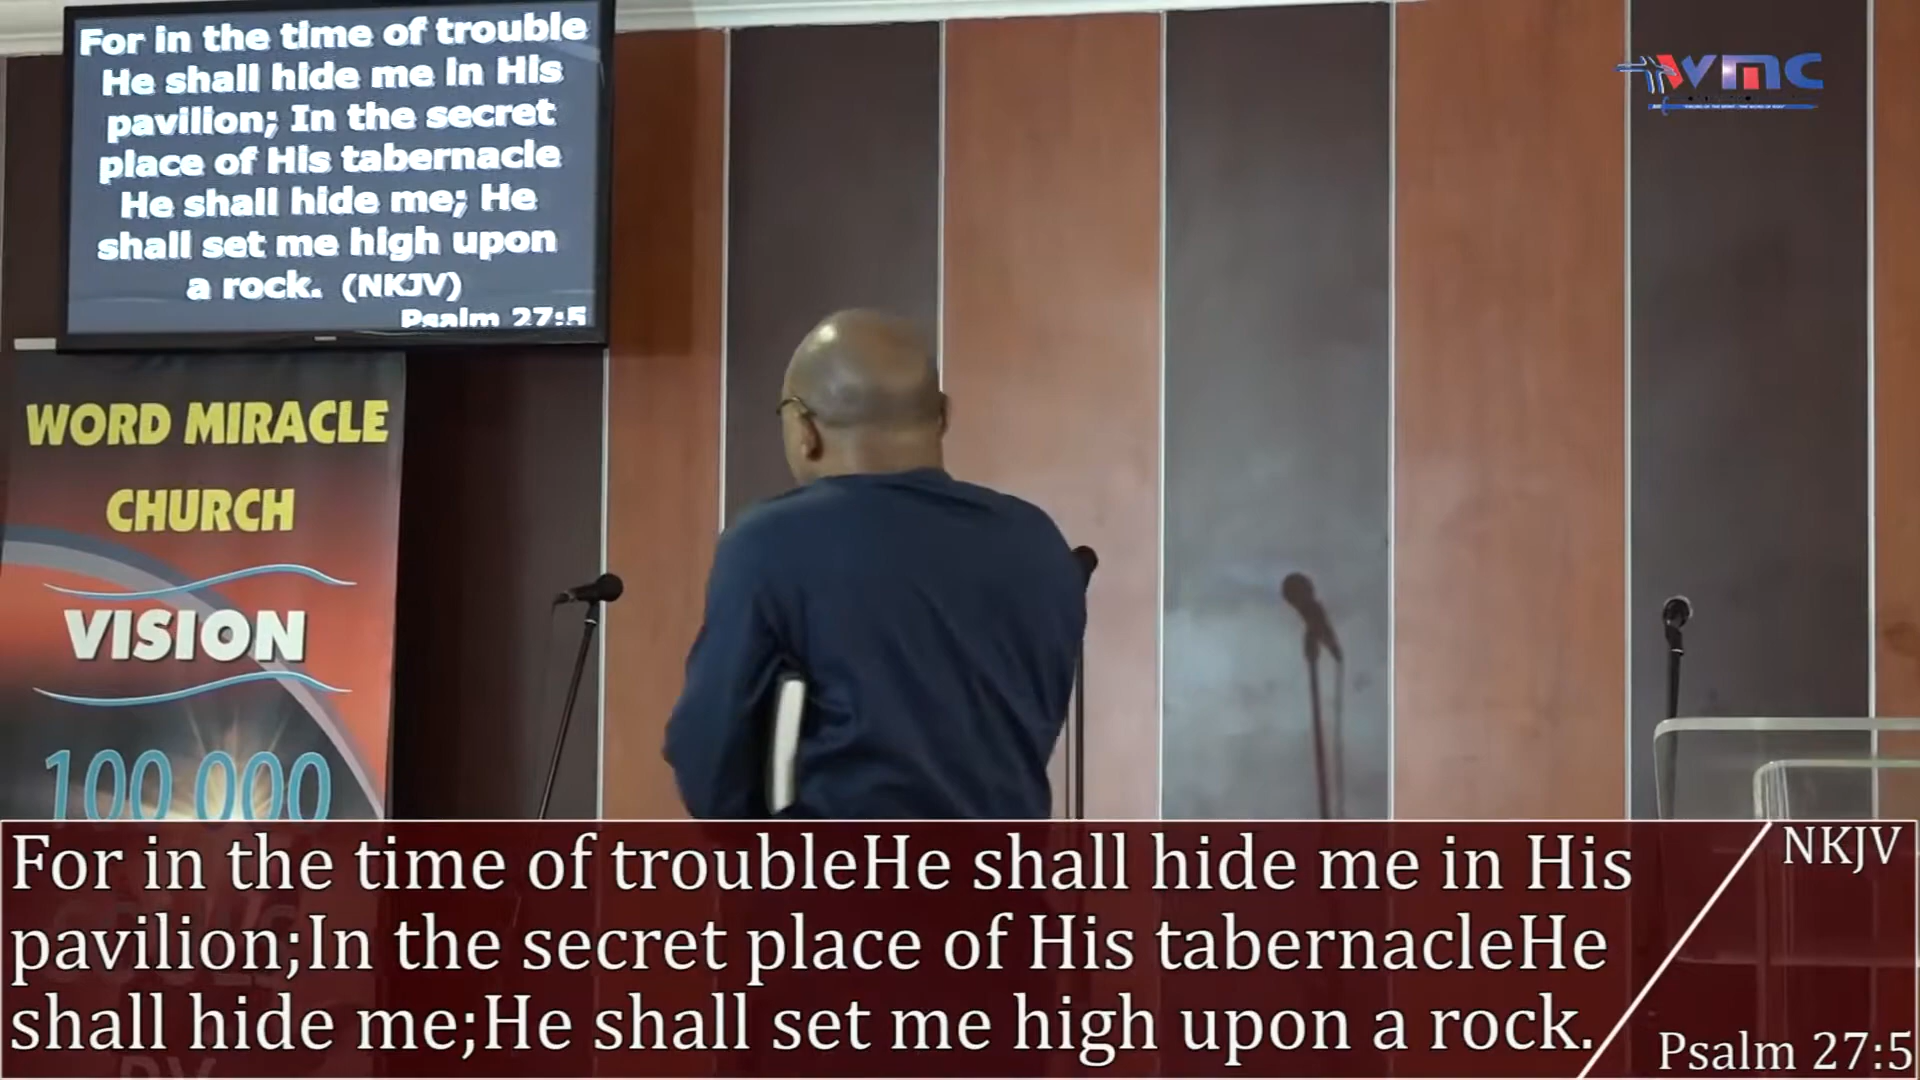 For in the time of trouble
He shall hide me in His
pavilion; In the secret
place of His tabernacle
He shall hide me; He
shall set me high upon
a rock. (NKJV)
Psalm 27:5
wmc
WORD MIRACLE
CHURCH
VISION
100 000
For in the time of troubleHe shall hide me in His
pavilion;In the secret place of His tabernacleHe
shall hide me;He shall set me high upon a rock.
NKJV
Psalm 27:5